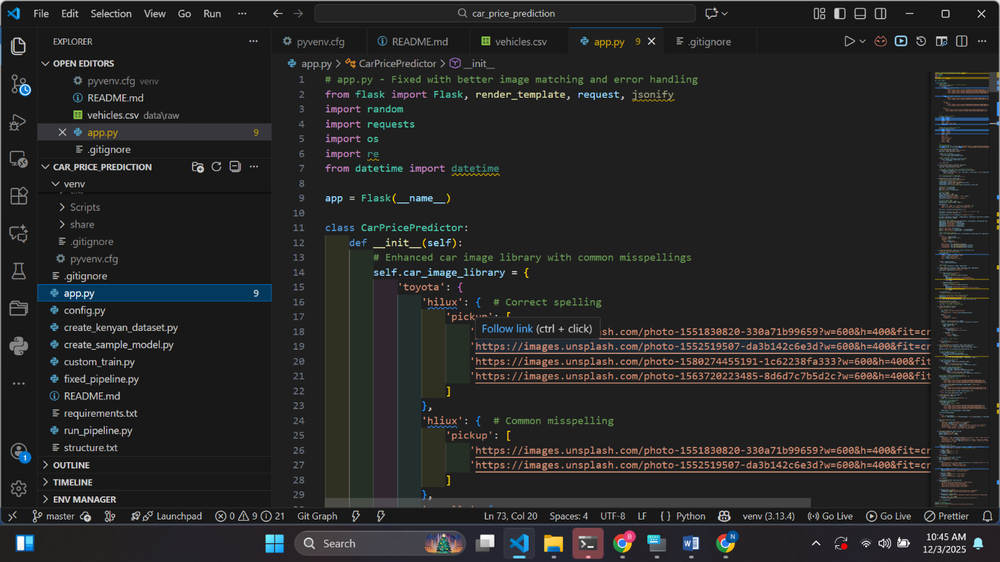 File Edit Selection View Go Run ··· car_price_prediction
EXPLORER ···
OPEN EDITORS
pyvenv.cfg venv
README.md
vehicles.csv data\raw
app.py 9
.gitignore
CAR_PRICE_PREDICTION ···
venv
Scripts
share
.gitignore
pyvenv.cfg
.gitignore
app.py 9
config.py
create_kenyan_dataset.py
create_sample_model.py
custom_train.py
fixed_pipeline.py
README.md
requirements.txt
run_pipeline.py
structure.txt
OUTLINE
TIMELINE
ENV MANAGER
1
pyvenv.cfg README.md vehicles.csv app.py 9 .gitignore
app.py > CarPricePredictor > __init__
1 # app.py - Fixed with better image matching and error handling
2 from flask import Flask, render_template, request, jsonify
3 import random
4 import requests
5 import os
6 import re
7 from datetime import datetime
8
9 app = Flask(__name__)
10
11 class CarPricePredictor:
12 def __init__(self):
13 # Enhanced car image library with common misspellings
14 self.car_image_library = {
15 'toyota': {
16 'hilux': { # Correct spelling
17 'pickup': [
Follow link (ctrl + click)
18 'sh.com/photo-1551830820-330a71b99659?w=600&h=400&fit=cr
19 'https://images.unsplash.com/photo-1552519507-da3b142c6e3d?w=600&h=400&fit=cr
20 'https://images.unsplash.com/photo-1580274455191-1c62238fa333?w=600&h=400&fit
21 'https://images.unsplash.com/photo-1563720223485-8d6d7c7b5d2c?w=600&h=400&fit=
22 ]
23 },
24 'hliux': { # Common misspelling
25 'pickup': [
26 'https://images.unsplash.com/photo-1551830820-330a71b99659?w=600&h=400&fit=cr
27 'https://images.unsplash.com/photo-1552519507-da3b142c6e3d?w=600&h=400&fit=cr
28 ]
29 },
master Launchpad 0 9 21 Git Graph Ln 73, Col 20 Spaces: 4 UTF-8 LF { } Python venv (3.13.4) Go Live Go Live Prettier
Search B N 10:45 AM
12/3/2025